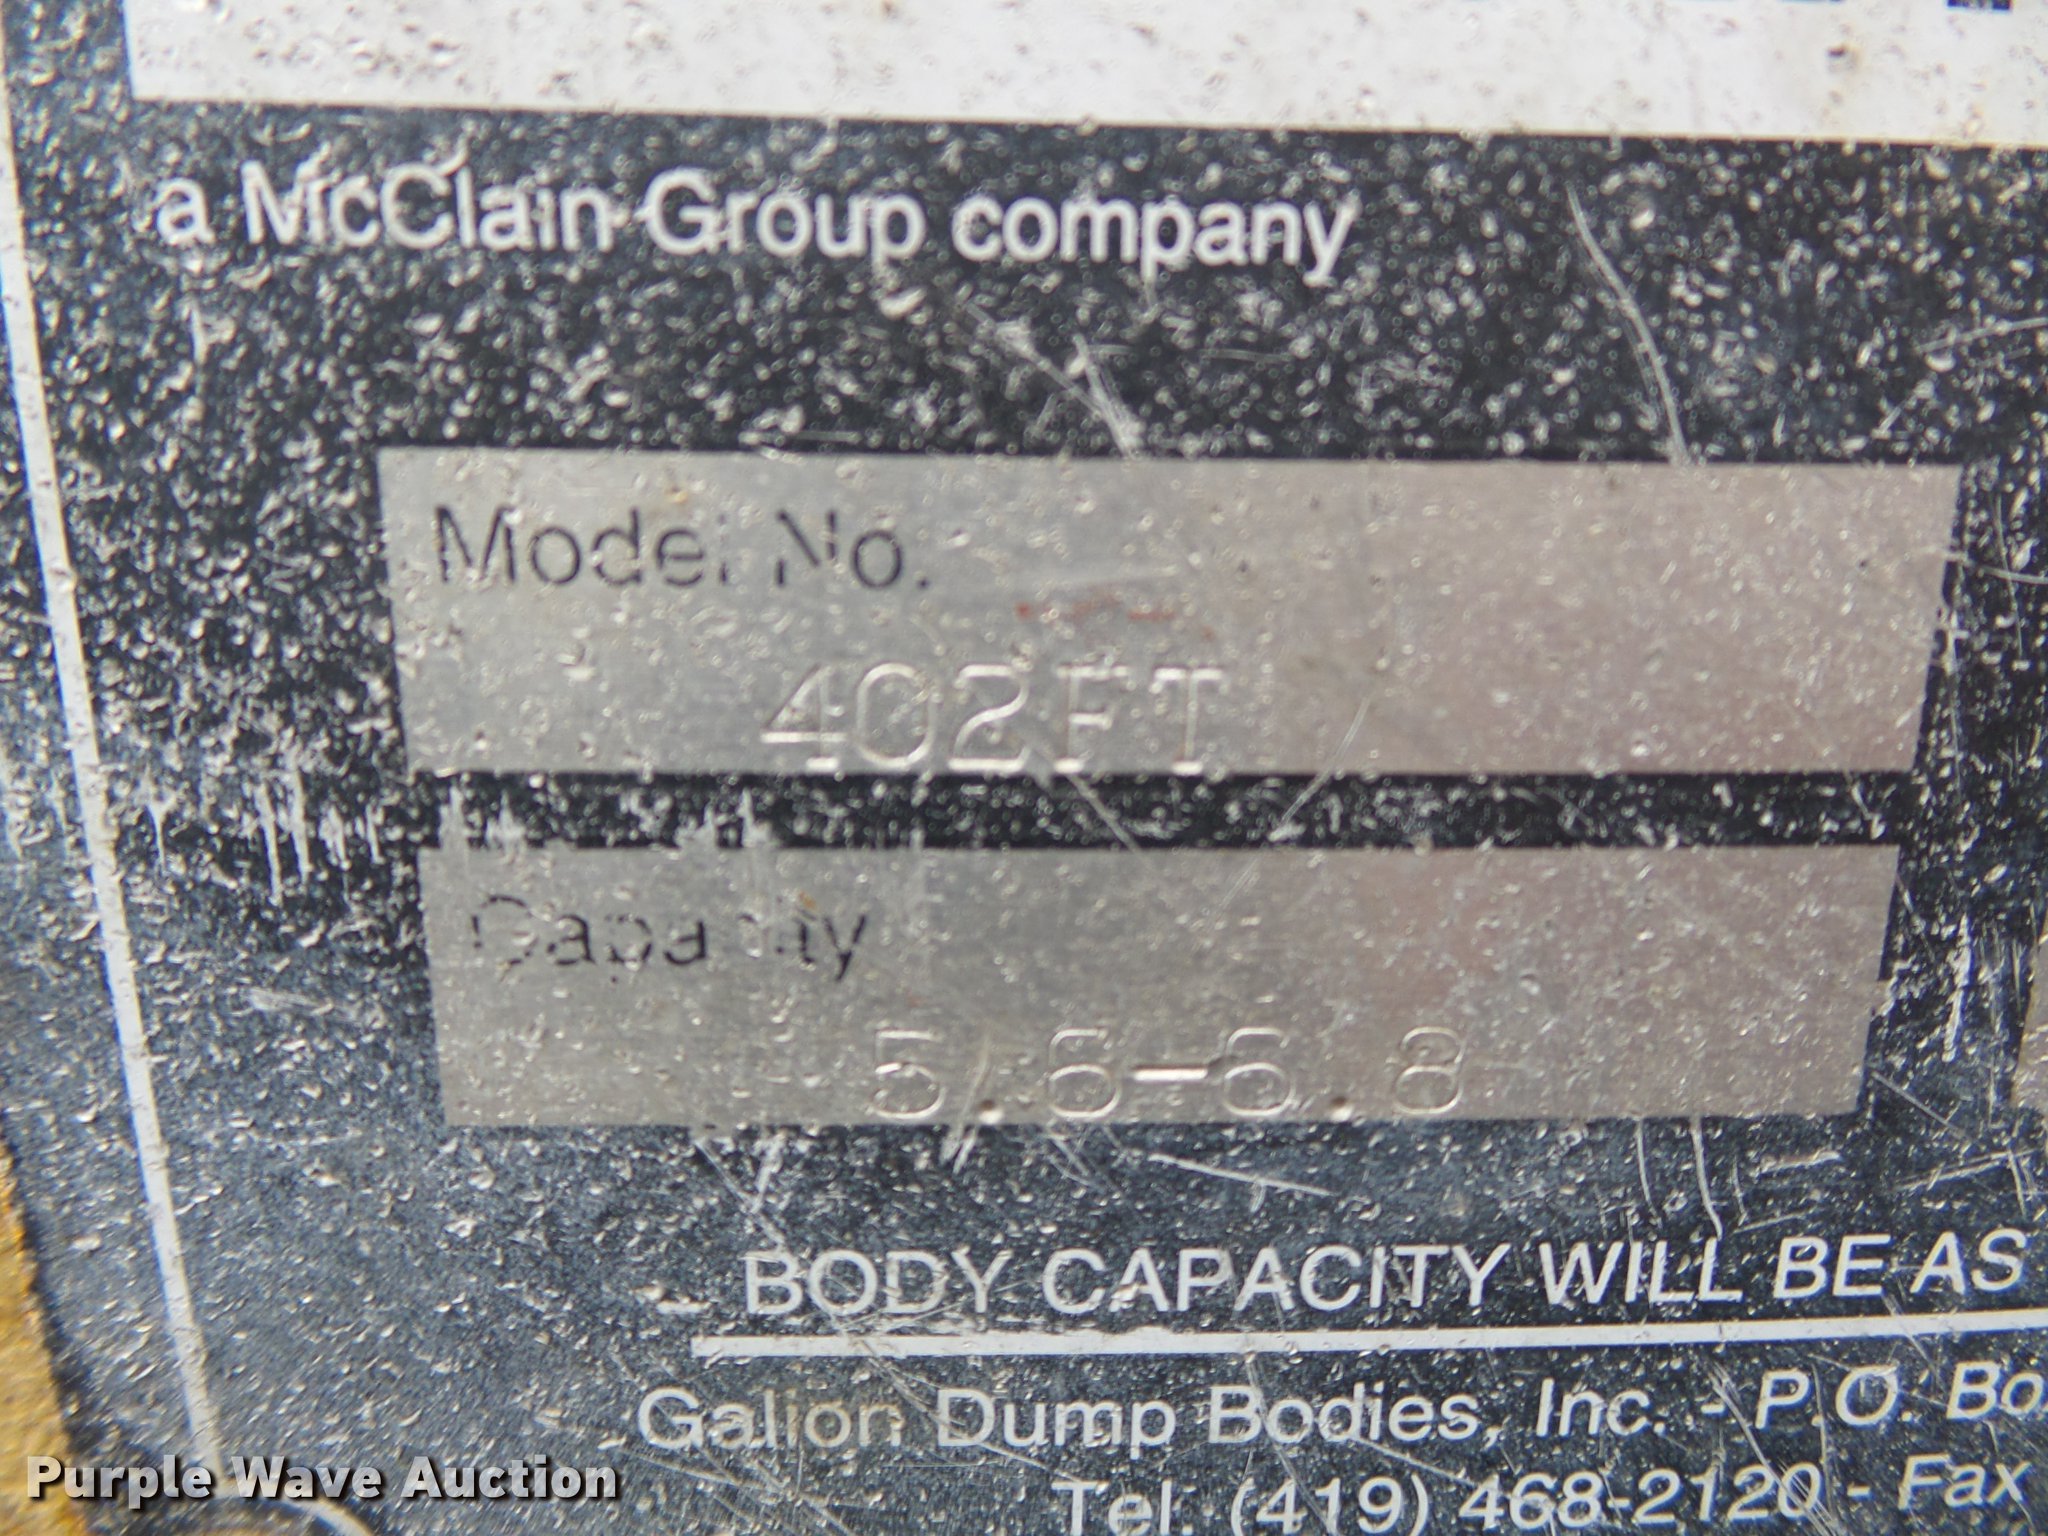 a McClain Group company
Model No.
402FT
Capacity
5.6-6.8
BODY CAPACITY WILL BE AS
Galion Dump Bodies, Inc. - P.O. Bo
Tel. (419) 468-2120 - Fax
Purple Wave Auction